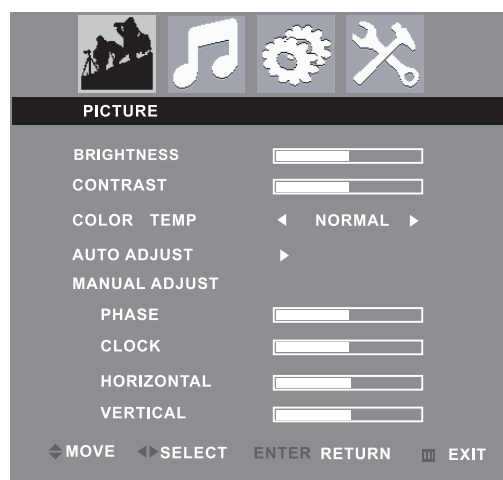 PICTURE
BRIGHTNESS
CONTRAST
COLOR TEMP NORMAL
AUTO ADJUST
MANUAL ADJUST
PHASE
CLOCK
HORIZONTAL
VERTICAL
MOVE SELECT ENTER RETURN EXIT